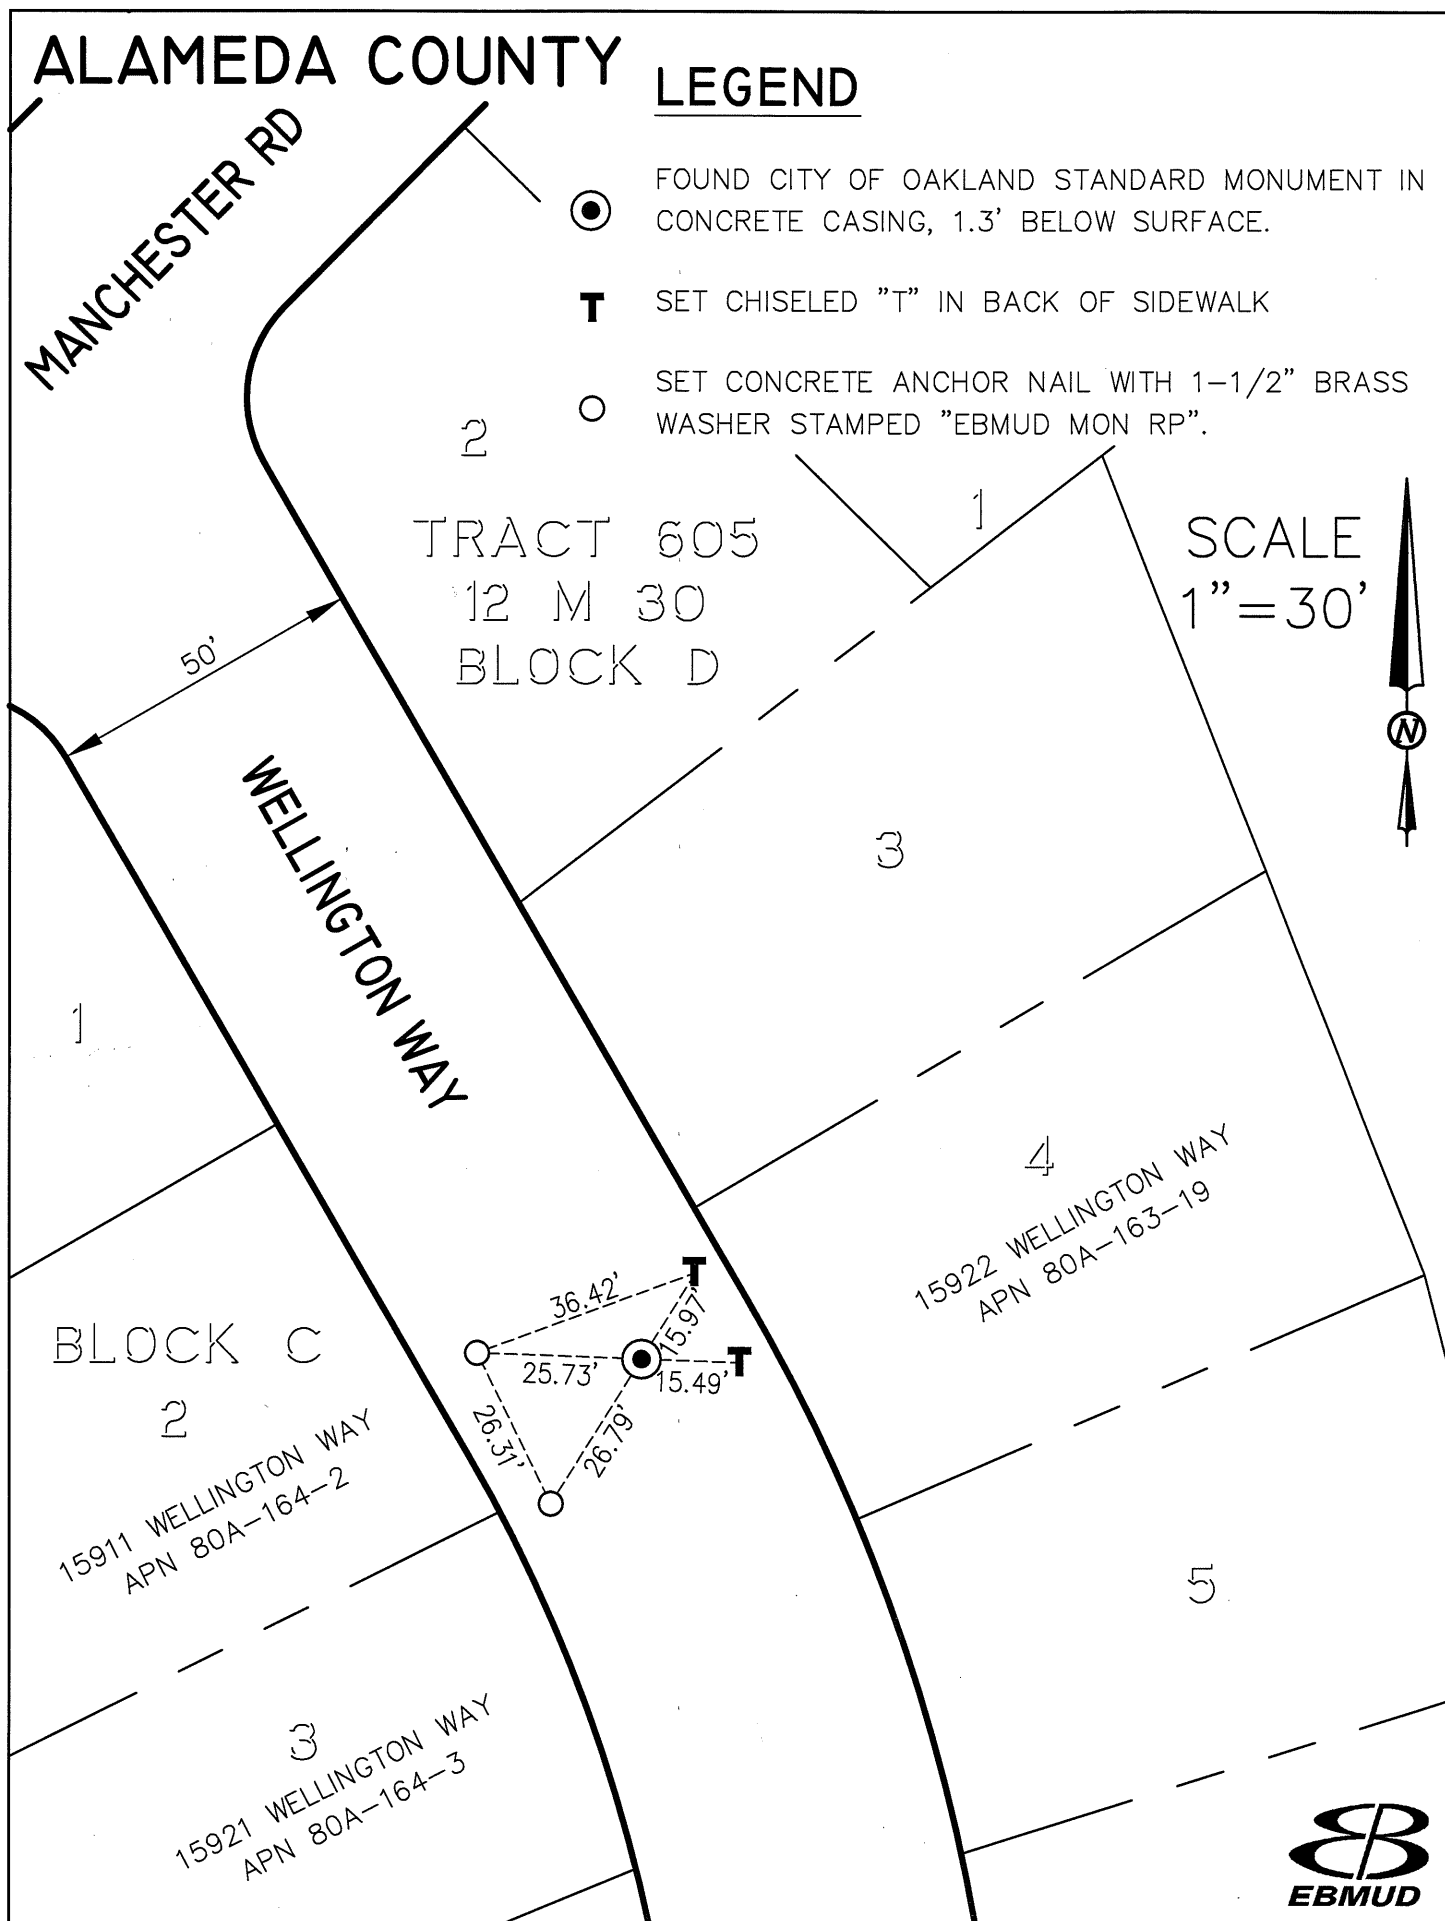 ALAMEDA COUNTY
LEGEND
MANCHESTER RD
FOUND CITY OF OAKLAND STANDARD MONUMENT IN
CONCRETE CASING, 1.3' BELOW SURFACE.
T
SET CHISELED "T" IN BACK OF SIDEWALK
SET CONCRETE ANCHOR NAIL WITH 1-1/2" BRASS
WASHER STAMPED "EBMUD MON RP".
2
TRACT 605
12 M 30
BLOCK D
1
SCALE
1"=30'
N
50'
WELLINGTON WAY
3
1
4
15922 WELLINGTON WAY
APN 80A-163-19
T
36.42'
15.97'
25.73'
T
15.49'
26.31'
26.79'
BLOCK C
2
15911 WELLINGTON WAY
APN 80A-164-2
5
3
15921 WELLINGTON WAY
APN 80A-164-3
EBMUD